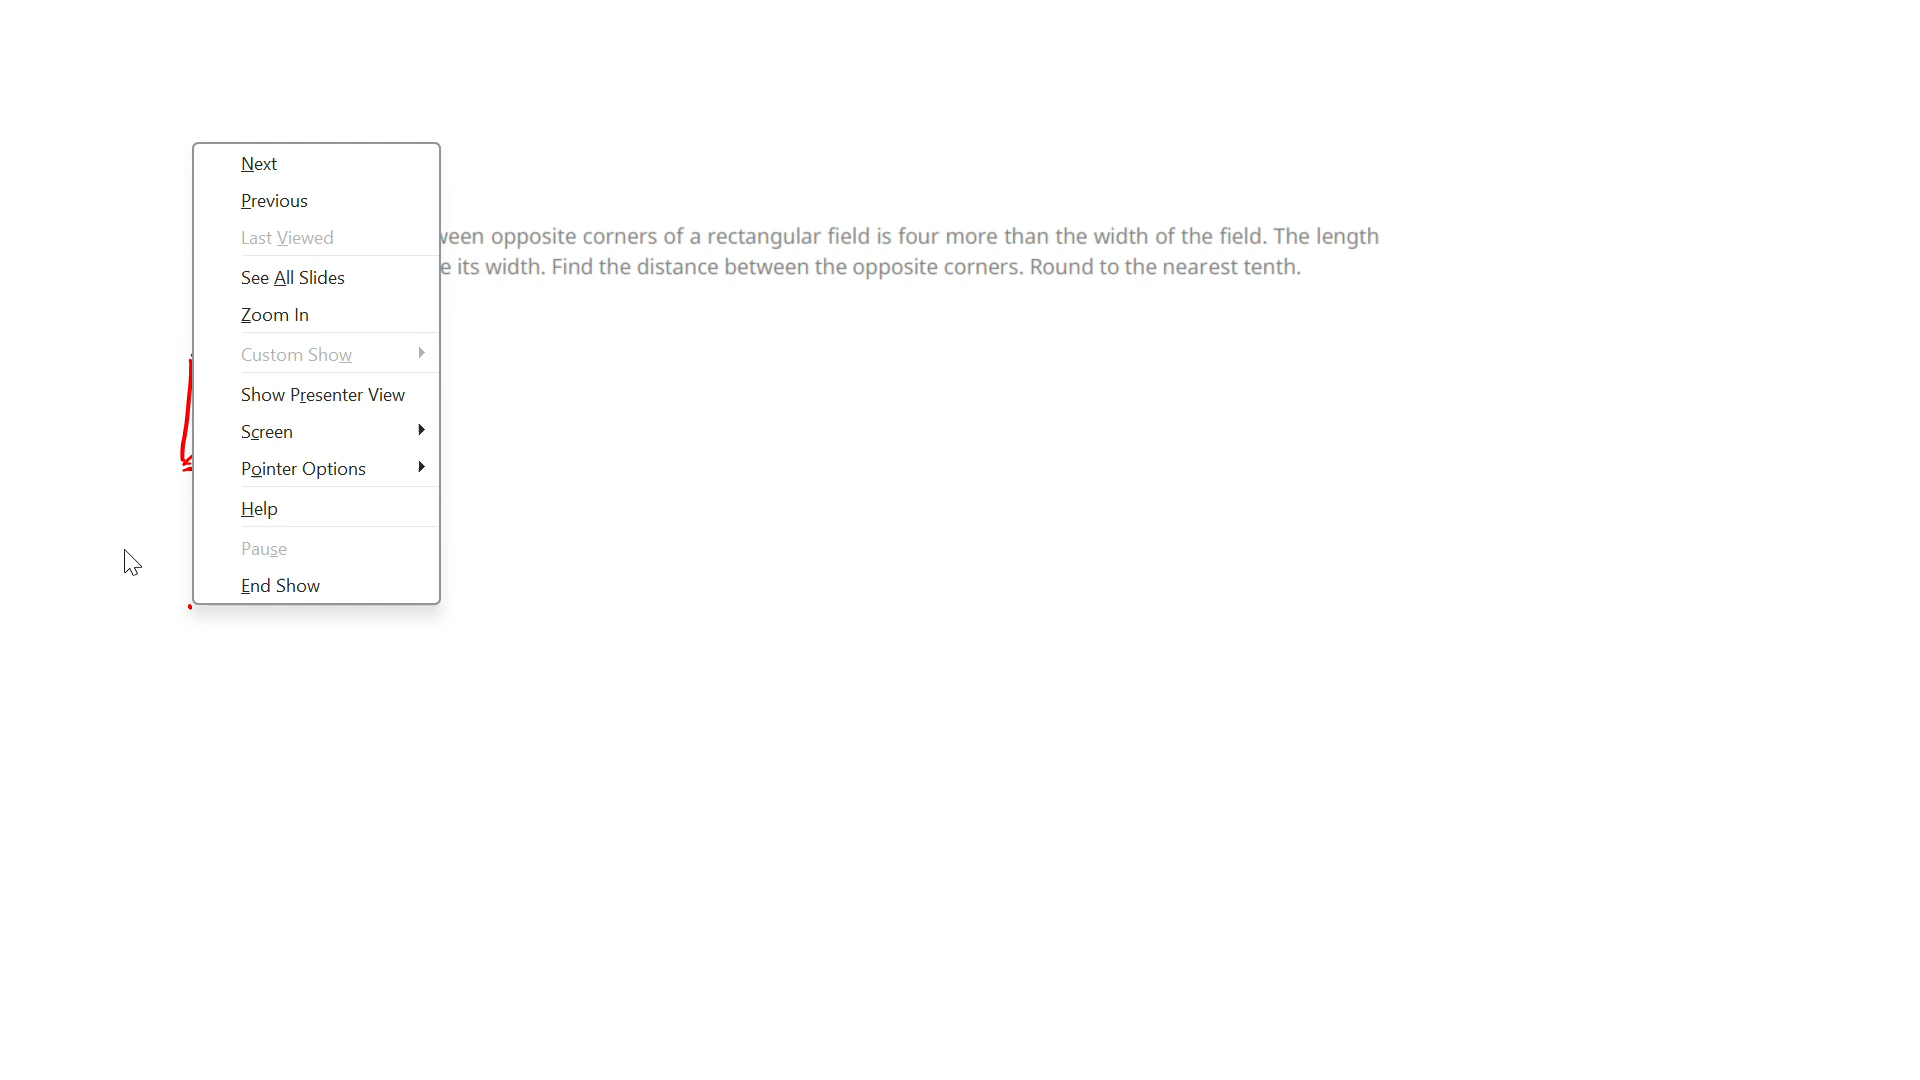 Next
Previous
Last Viewed
See All Slides
Zoom In
Custom Show
Show Presenter View
Screen
Pointer Options
Help
Pause
End Show
opposite corners of a rectangular field is four more than the width of the field. The length
its width. Find the distance between the opposite corners. Round to the nearest tenth.